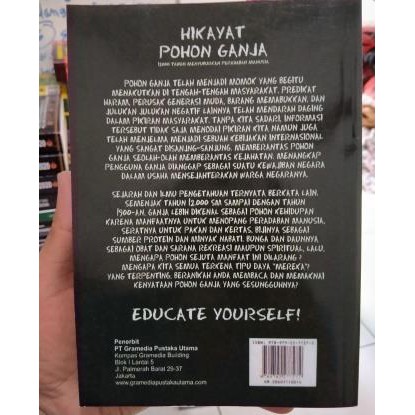 HIKAYAT
POHON GANJA
12000 TAHUN MENYUBURKAN PERADABAN MANUSIA
POHON GANJA TELAH MENJADI MOMOK YANG BEGITU
MENAKUTKAN DI TENGAH-TENGAH MASYARAKAT. PREDIKAT
HARAM, PERUSAK GENERASI MUDA, BARANG MEMABUKKAN, DAN
JULUKAN JULUKAN NEGATIF LAINNYA TELAH MENDARAH DAGING
DALAM PIKIRAN MASYARAKAT. TANPA KITA SADARI, INFORMASI
TERSEBUT TIDAK SAJA MENODAI PIKIRAN KITA NAMUN JUGA
TELAH MENJELMA MENJADI SEBUAH KEBIJAKAN INTERNASIONAL
YANG SANGAT DISANJUNG-SANJUNG. MEMBERANTAS POHON
GANJA SEOLAH-OLAH MEMBERANTAS KEJAHATAN. MENANGKAP
PENGGUNA GANJA DIANGGAP SEBAGAI SUATU KEWAJIBAN NEGARA
DALAM USAHA MENSEJAHTERAKAN WARGA NEGARANYA.
SEJARAH DAN ILMU PENGETAHUAN TERNYATA BERKATA LAIN.
SEMENJAK TAHUN 12.000 SM SAMPAI DENGAN TAHUN
1900-AN, GANJA LEBIH DIKENAL SEBAGAI POHON KEHIDUPAN
KARENA MANFAATNYA UNTUK MENOPANG PERADABAN MANUSIA,
SERATNYA UNTUK PAKAN DAN KERTAS, BIJINYA SEBAGAI
SUMBER PROTEIN DAN MINYAK NABATI, BUNGA DAN DAUNNYA
SEBAGAI OBAT DAN SARANA REKREASI MAUPUN SPIRITUAL. LALU,
MENGAPA POHON SEJUTA MANFAAT INI DILARANG?
MENGAPA KITA SEMUA TERKENA TIPU DAYA "MEREKA"?
YANG TERPENTING, BERANIKAH ANDA MEMBACA DAN MEMAKNAI
KENYATAAN POHON GANJA YANG SESUNGGUHNYA?
EDUCATE YOURSELF!
Penerbit
PT Gramedia Pustaka Utama
Kompas Gramedia Building
Blok I Lantai 5
Jl. Palmerah Barat 29-37
Jakarta
www.gramediapustakautama.com